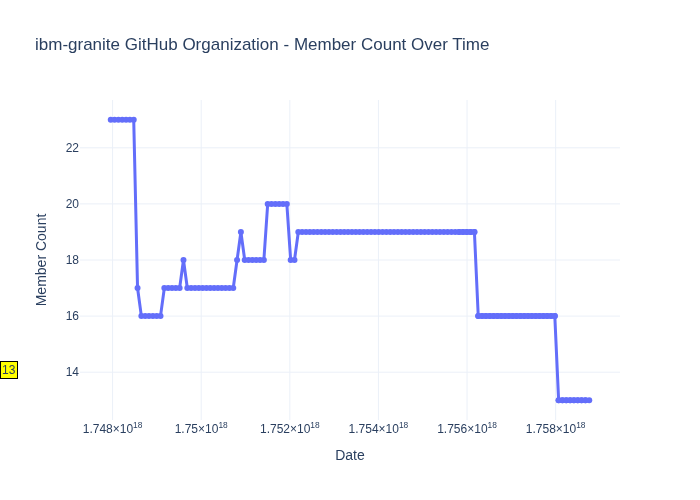 ibm-granite GitHub Organization - Member Count Over Time
22
20
18
16
14
Member Count
13
1.748×10¹⁸ 1.75×10¹⁸ 1.752×10¹⁸ 1.754×10¹⁸ 1.756×10¹⁸ 1.758×10¹⁸
Date